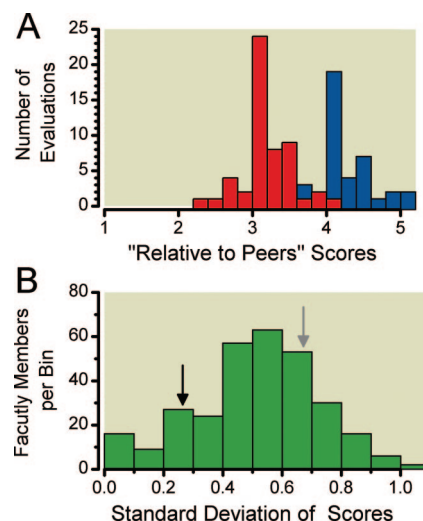 A
Number of
Evaluations
25
20
15
10
5
0
1 2 3 4 5
"Relative to Peers" Scores
B
Facutly Members
per Bin
80
60
40
20
0
0.0 0.2 0.4 0.6 0.8 1.0
Standard Deviation of Scores